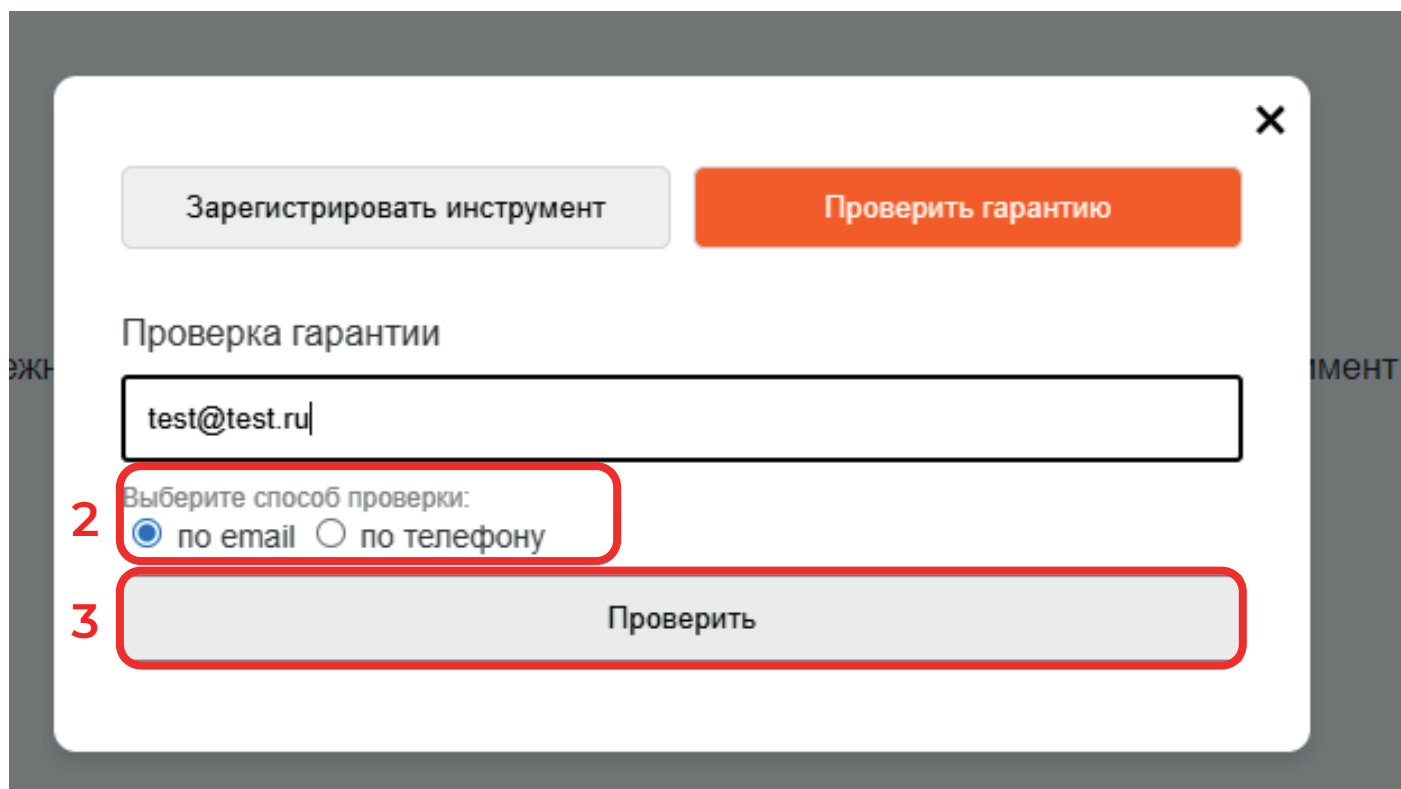 Зарегистрировать инструмент
Проверить гарантию
Проверка гарантии
test@test.ru
2
Выберите способ проверки:
по email по телефону
3
Проверить